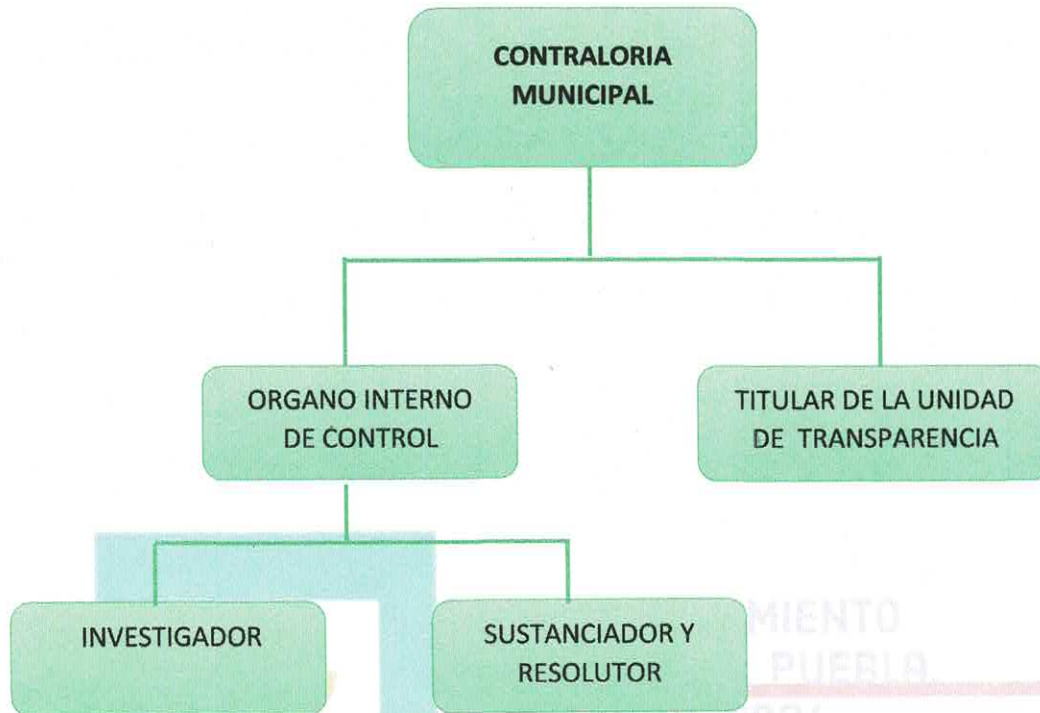 CONTRALORIA
MUNICIPAL
ORGANO INTERNO
DE CONTROL
TITULAR DE LA UNIDAD
DE TRANSPARENCIA
INVESTIGADOR
SUSTANCIADOR Y
RESOLUTOR
MIENTO
PUEBLA